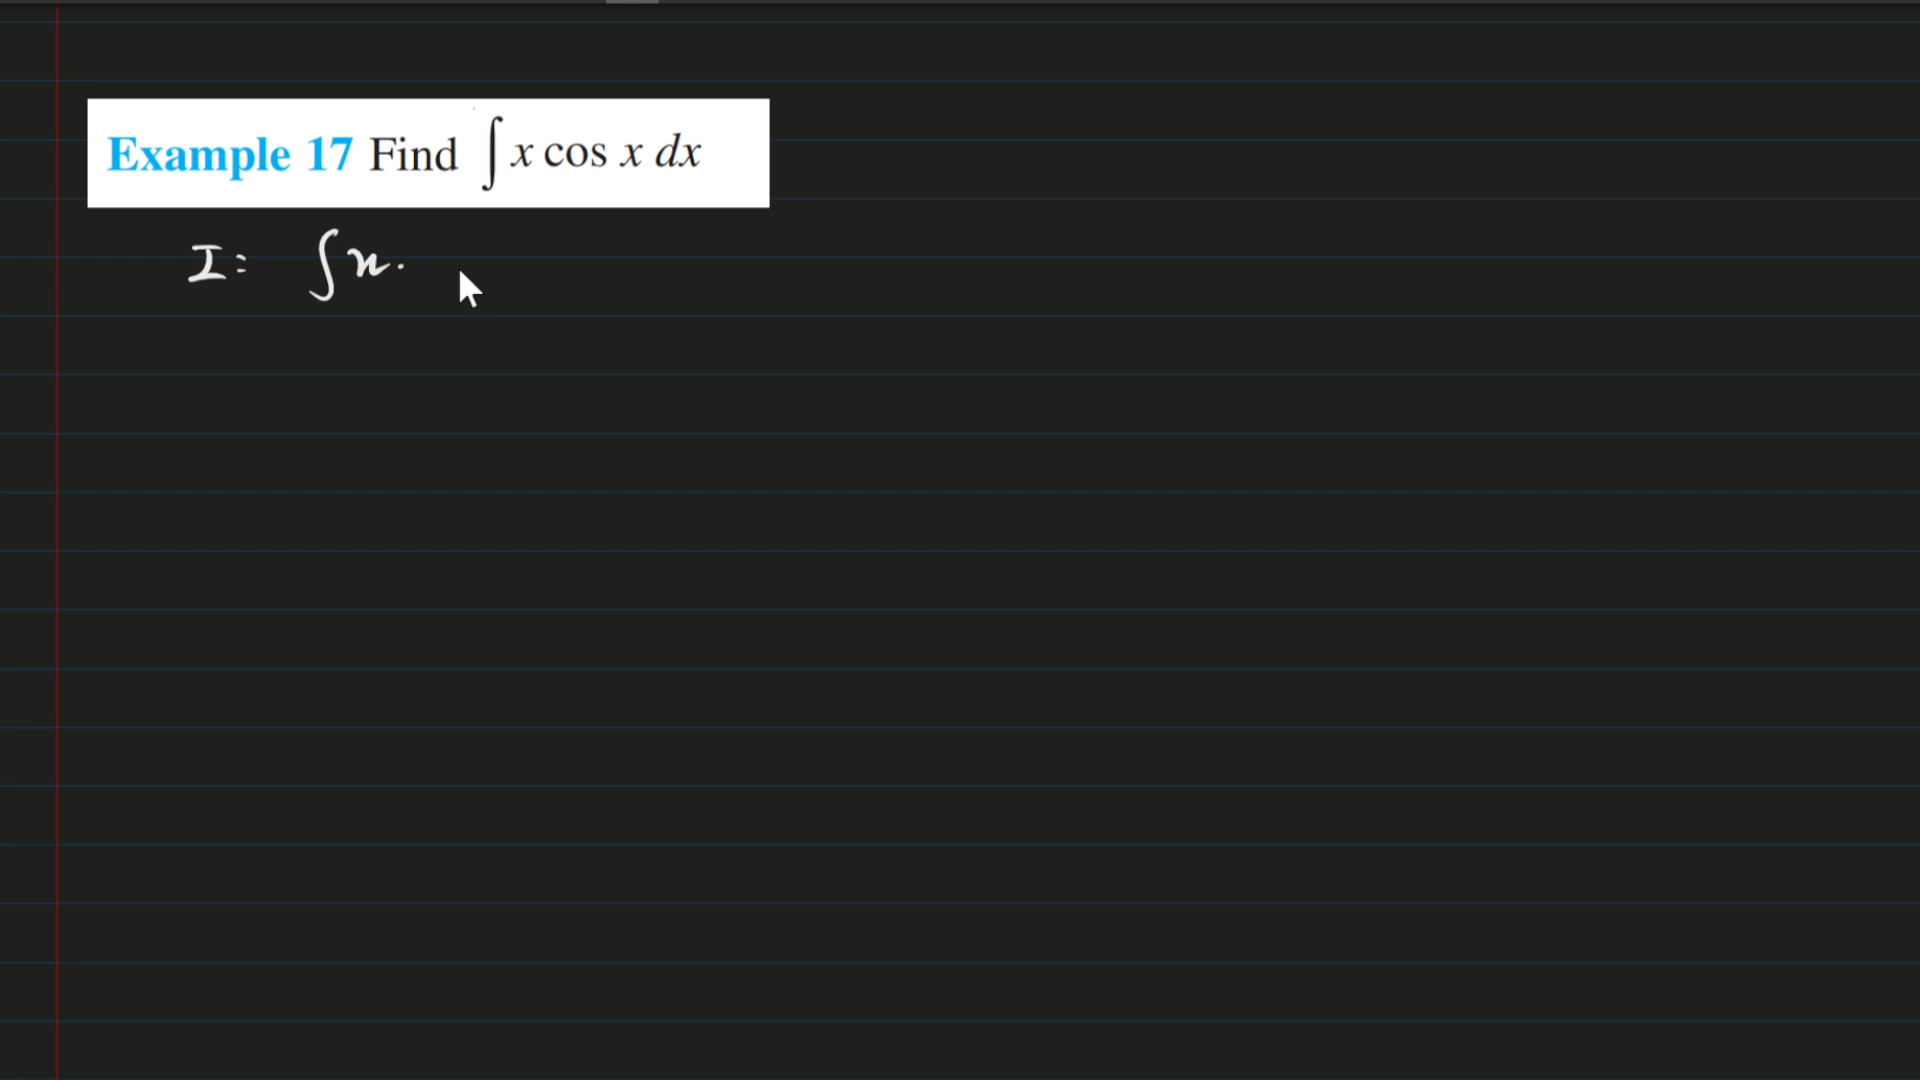 Example 17 Find ∫ x cos x dx
I = ∫ x .